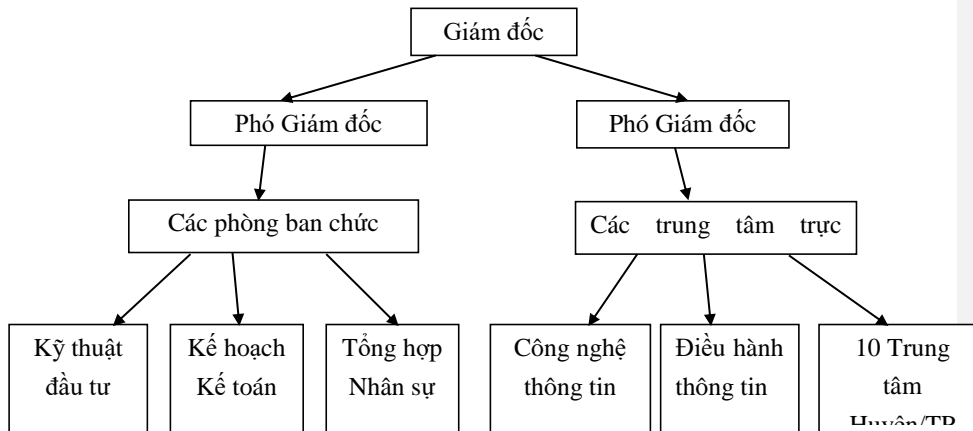 Giám đốc
Phó Giám đốc
Phó Giám đốc
Các phòng ban chức
Các trung tâm trực
Kỹ thuật
đầu tư
Kế hoạch
Kế toán
Tổng hợp
Nhân sự
Công nghệ
thông tin
Điều hành
thông tin
10 Trung
tâm
Huyện/TP